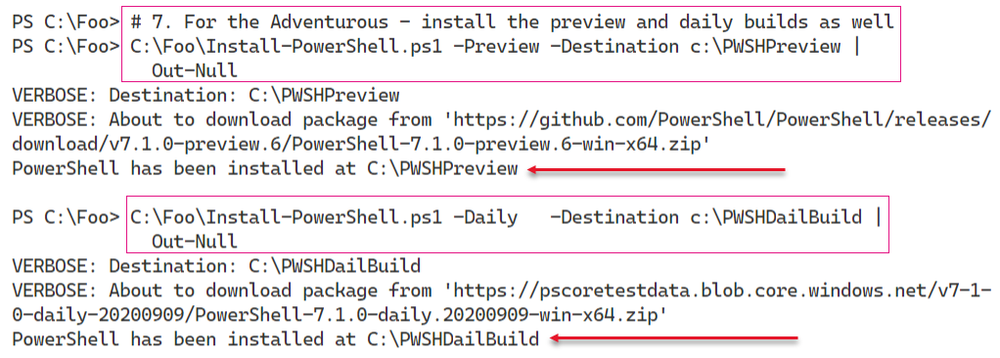 PS C:\Foo> # 7. For the Adventurous – install the preview and daily builds as well
PS C:\Foo> C:\Foo\Install-PowerShell.ps1 -Preview -Destination c:\PWSHPreview |
Out-Null
VERBOSE: Destination: C:\PWSHPreview
VERBOSE: About to download package from 'https://github.com/PowerShell/PowerShell/releases/
download/v7.1.0-preview.6/PowerShell-7.1.0-preview.6-win-x64.zip'
PowerShell has been installed at C:\PWSHPreview
PS C:\Foo> C:\Foo\Install-PowerShell.ps1 -Daily   -Destination c:\PWSHDailBuild |
Out-Null
VERBOSE: Destination: C:\PWSHDailBuild
VERBOSE: About to download package from 'https://pscoretestdata.blob.core.windows.net/v7-1-
0-daily-20200909/PowerShell-7.1.0-daily.20200909-win-x64.zip'
PowerShell has been installed at C:\PWSHDailBuild